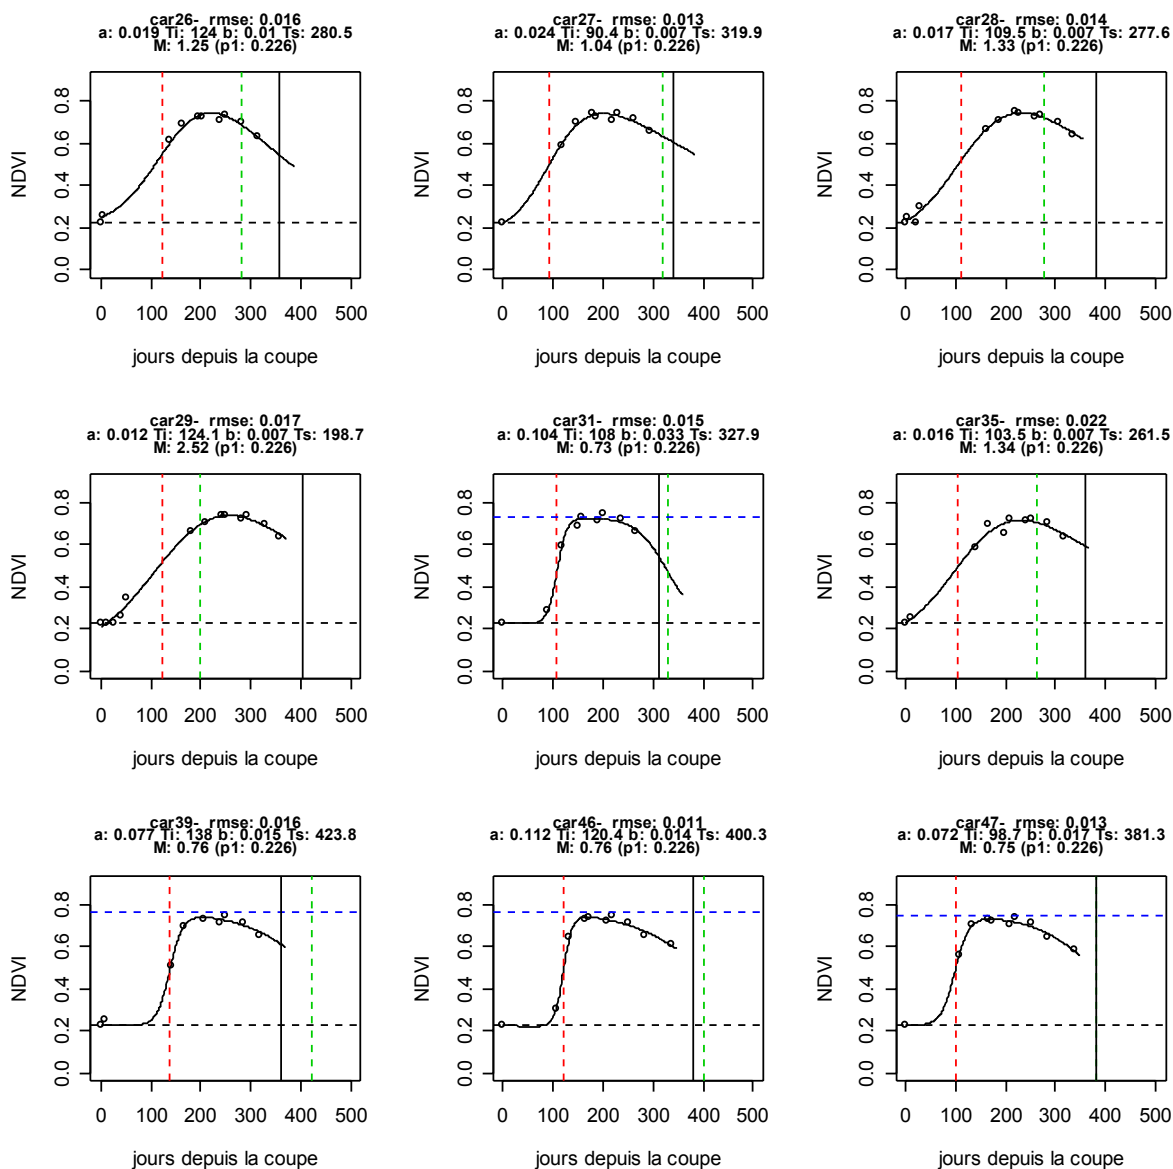 car26-  rmse: 0.016
a: 0.019 Ti: 124 b: 0.01 Ts: 280.5
M: 1.25 (p1: 0.226)
NDVI
0.0 0.2 0.4 0.6 0.8
0 100 200 300 400 500
jours depuis la coupe
car27-  rmse: 0.013
a: 0.024 Ti: 90.4 b: 0.007 Ts: 319.9
M: 1.04 (p1: 0.226)
NDVI
0.0 0.2 0.4 0.6 0.8
0 100 200 300 400 500
jours depuis la coupe
car28-  rmse: 0.014
a: 0.017 Ti: 109.5 b: 0.007 Ts: 277.6
M: 1.33 (p1: 0.226)
NDVI
0.0 0.2 0.4 0.6 0.8
0 100 200 300 400 500
jours depuis la coupe
car29-  rmse: 0.017
a: 0.012 Ti: 124.1 b: 0.007 Ts: 198.7
M: 2.52 (p1: 0.226)
NDVI
0.0 0.2 0.4 0.6 0.8
0 100 200 300 400 500
jours depuis la coupe
car31-  rmse: 0.015
a: 0.104 Ti: 108 b: 0.033 Ts: 327.9
M: 0.73 (p1: 0.226)
NDVI
0.0 0.2 0.4 0.6 0.8
0 100 200 300 400 500
jours depuis la coupe
car35-  rmse: 0.022
a: 0.016 Ti: 103.5 b: 0.007 Ts: 261.5
M: 1.34 (p1: 0.226)
NDVI
0.0 0.2 0.4 0.6 0.8
0 100 200 300 400 500
jours depuis la coupe
car39-  rmse: 0.016
a: 0.077 Ti: 138 b: 0.015 Ts: 423.8
M: 0.76 (p1: 0.226)
NDVI
0.0 0.2 0.4 0.6 0.8
0 100 200 300 400 500
jours depuis la coupe
car46-  rmse: 0.011
a: 0.112 Ti: 120.4 b: 0.014 Ts: 400.3
M: 0.76 (p1: 0.226)
NDVI
0.0 0.2 0.4 0.6 0.8
0 100 200 300 400 500
jours depuis la coupe
car47-  rmse: 0.013
a: 0.072 Ti: 98.7 b: 0.017 Ts: 381.3
M: 0.75 (p1: 0.226)
NDVI
0.0 0.2 0.4 0.6 0.8
0 100 200 300 400 500
jours depuis la coupe